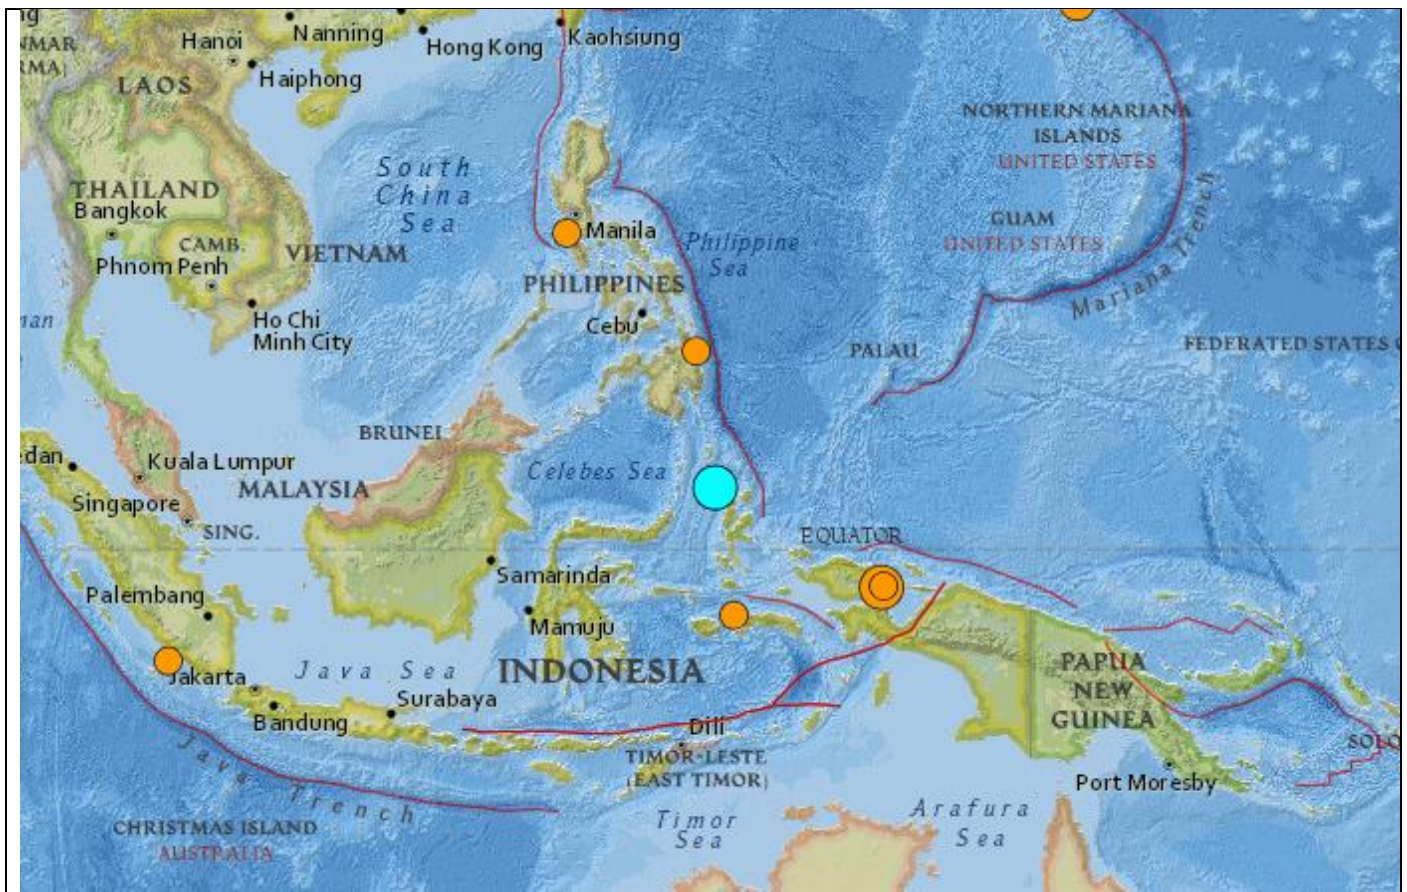 Nanning
Hanoi
Hong Kong
Kaohsiung
Haiphong
LAOS
NORTHERN MARIANA
ISLANDS
UNITED STATES
South
China
Sea
THAILAND
Bangkok
GUAM
UNITED STATES
Manila
Philippine
Sea
CAMB.
VIETNAM
Phnom Penh
PHILIPPINES
Mariana Trench
Ho Chi
Minh City
Cebu
PALAU
FEDERATED STATES
BRUNEI
Kuala Lumpur
Celebes Sea
MALAYSIA
Singapore
SING.
EQUATOR
Samarinda
Palembang
Mamuju
Jakarta
Java Sea
INDONESIA
PAPUA
NEW
GUINEA
Surabaya
Bandung
Dili
Java Trench
TIMOR-LESTE
(EAST TIMOR)
Port Moresby
CHRISTMAS ISLAND
AUSTRALIA
Timor
Sea
Arafura
Sea